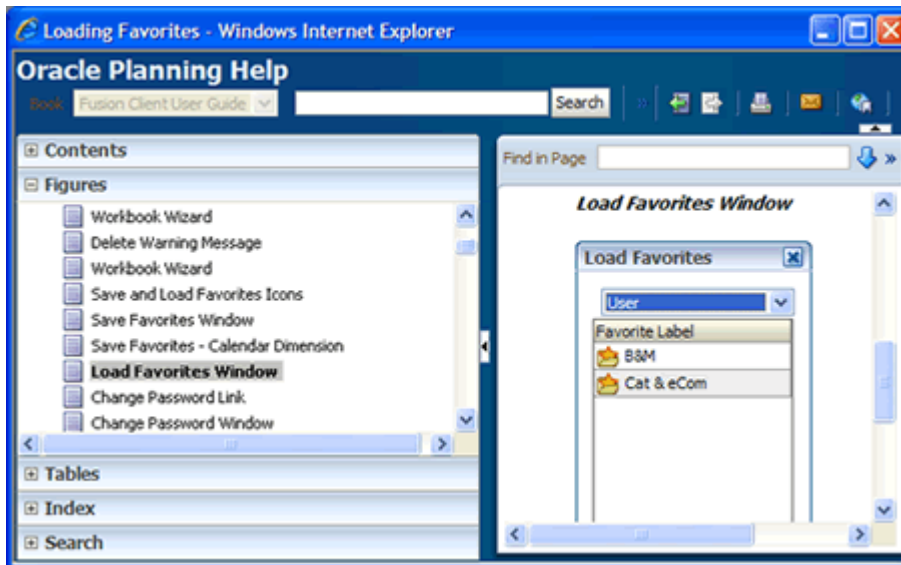 Loading Favorites - Windows Internet Explorer
Oracle Planning Help
Book Fusion Client User Guide Search
Contents
Figures
Workbook Wizard
Delete Warning Message
Workbook Wizard
Save and Load Favorites Icons
Save Favorites Window
Save Favorites - Calendar Dimension
Load Favorites Window
Change Password Link
Change Password Window
Tables
Index
Search
Find in Page
Load Favorites Window
Load Favorites
User
Favorite Label
B&M
Cat & eCom